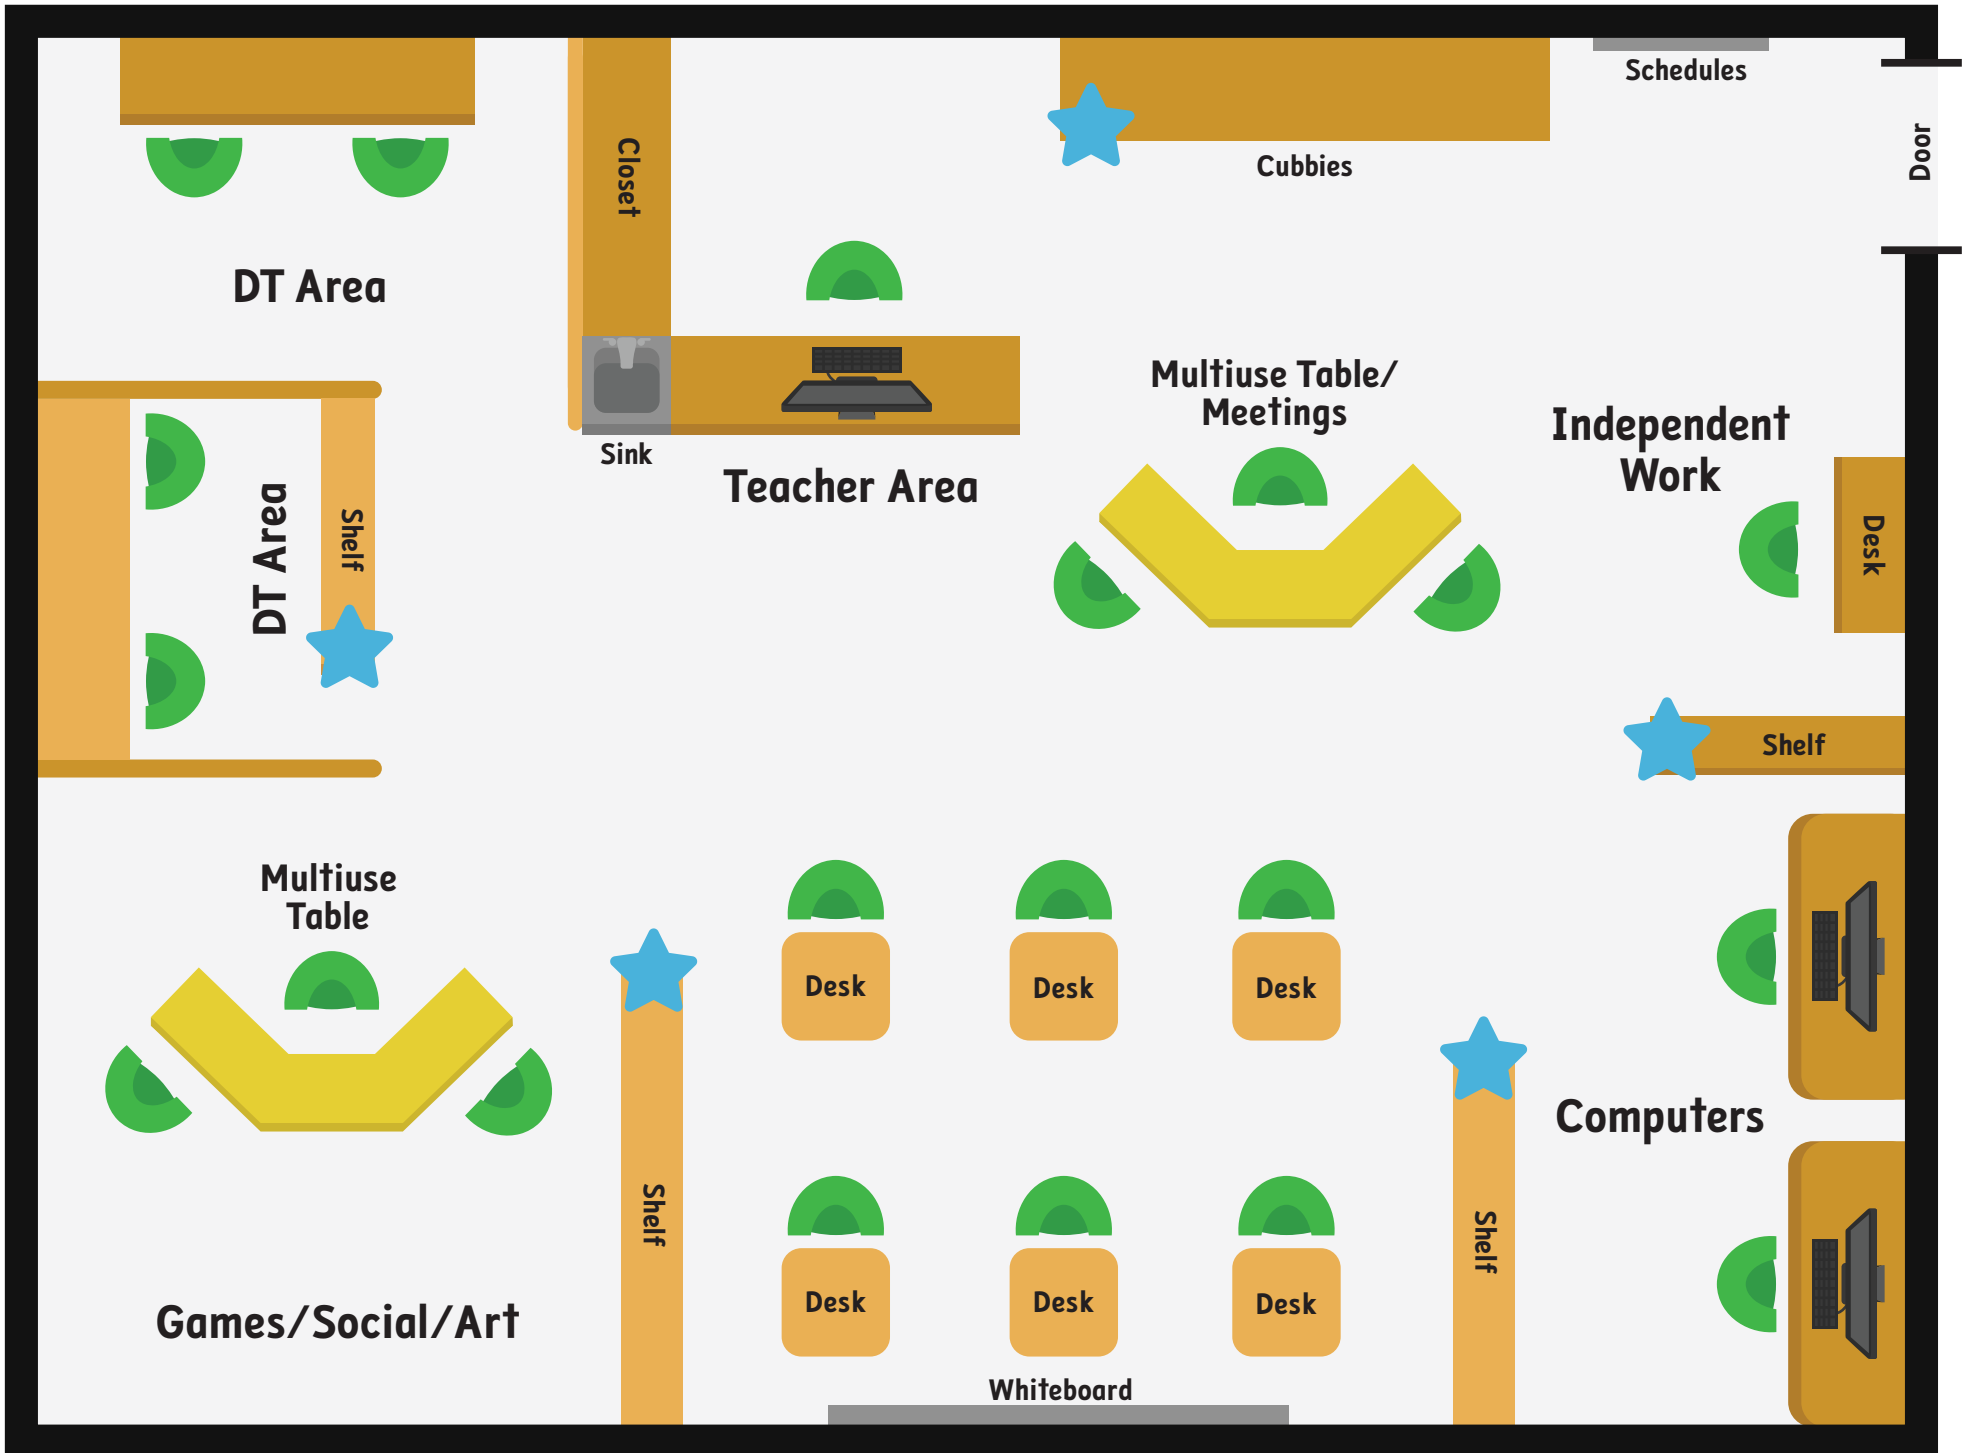 Schedules
Door
Closet
Cubbies
DT Area
Multiuse Table/
Meetings
Independent
Work
Sink
Teacher Area
DT Area
Shelf
Desk
Shelf
Multiuse
Table
Desk
Desk
Desk
Computers
Shelf
Shelf
Games/Social/Art
Desk
Desk
Desk
Whiteboard